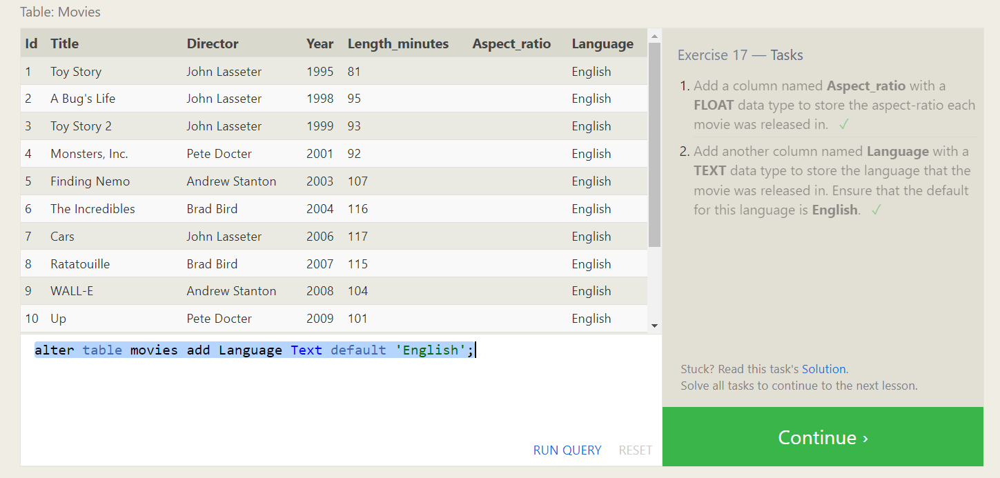 Table: Movies
Id Title Director Year Length_minutes Aspect_ratio Language
1 Toy Story John Lasseter 1995 81 English
2 A Bug's Life John Lasseter 1998 95 English
3 Toy Story 2 John Lasseter 1999 93 English
4 Monsters, Inc. Pete Docter 2001 92 English
5 Finding Nemo Andrew Stanton 2003 107 English
6 The Incredibles Brad Bird 2004 116 English
7 Cars John Lasseter 2006 117 English
8 Ratatouille Brad Bird 2007 115 English
9 WALL-E Andrew Stanton 2008 104 English
10 Up Pete Docter 2009 101 English
alter table movies add Language Text default 'English';
RUN QUERY RESET
Exercise 17 — Tasks
1. Add a column named Aspect_ratio with a
FLOAT data type to store the aspect-ratio each
movie was released in. ✓
2. Add another column named Language with a
TEXT data type to store the language that the
movie was released in. Ensure that the default
for this language is English. ✓
Stuck? Read this task's Solution.
Solve all tasks to continue to the next lesson.
Continue ›